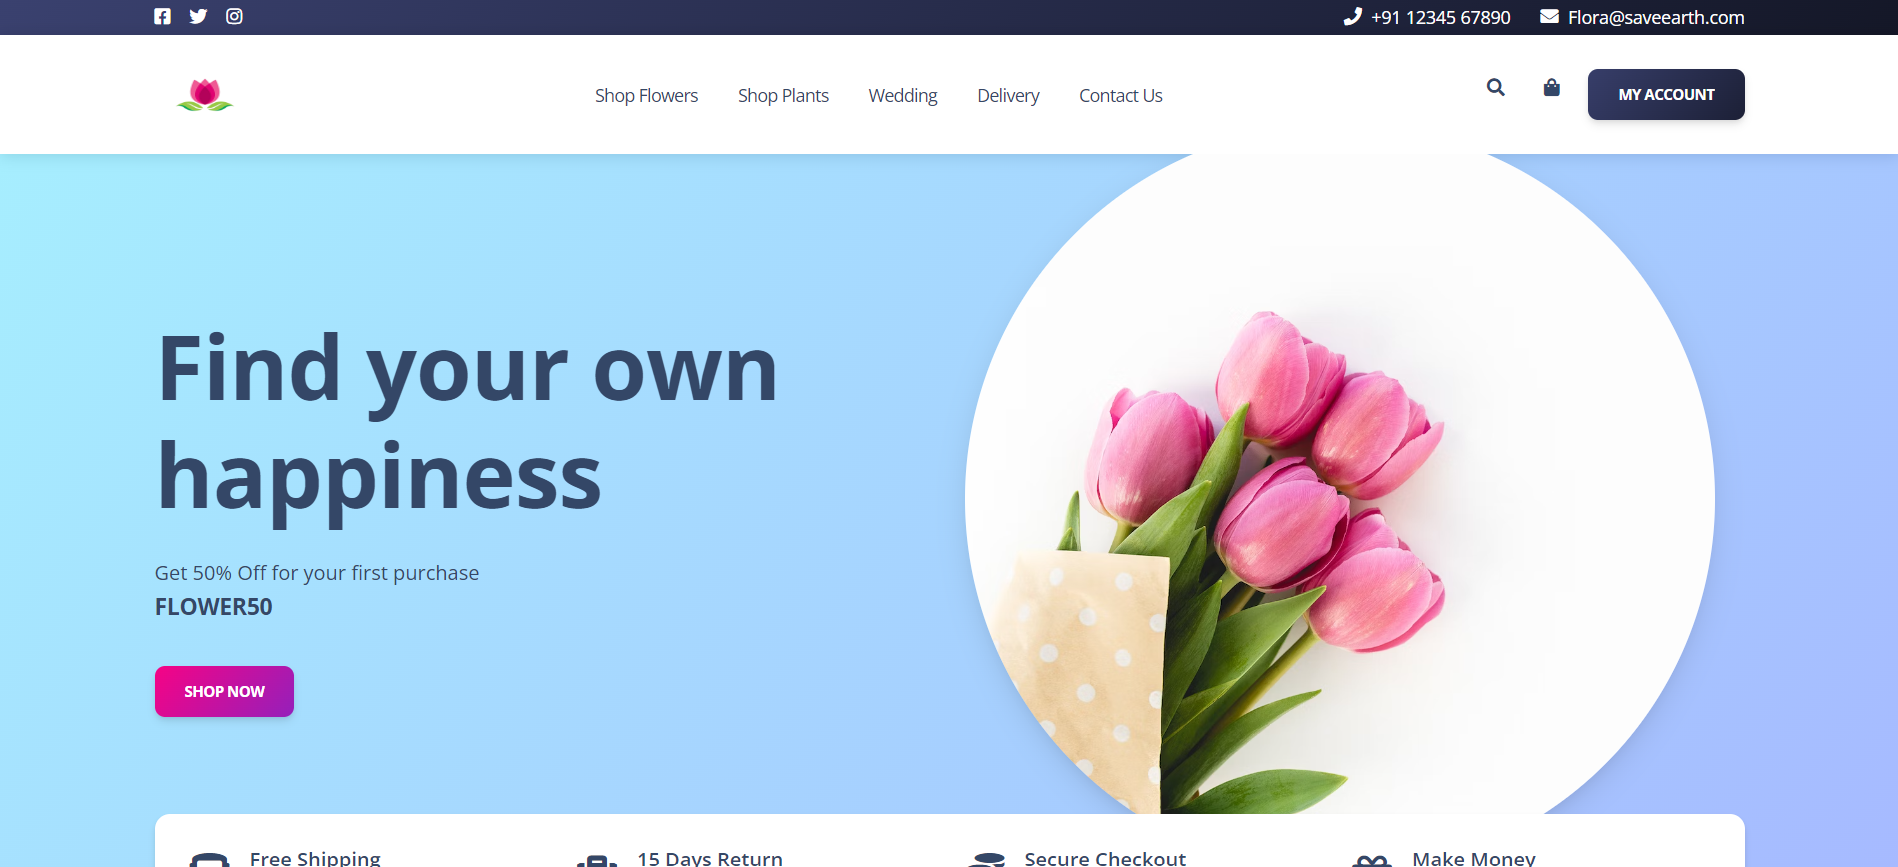 +91 12345 67890 Flora@saveearth.com
Shop Flowers Shop Plants Wedding Delivery Contact Us MY ACCOUNT
Find your own
happiness
Get 50% Off for your first purchase
FLOWER50
SHOP NOW
Free Shipping 15 Days Return Secure Checkout Make Money